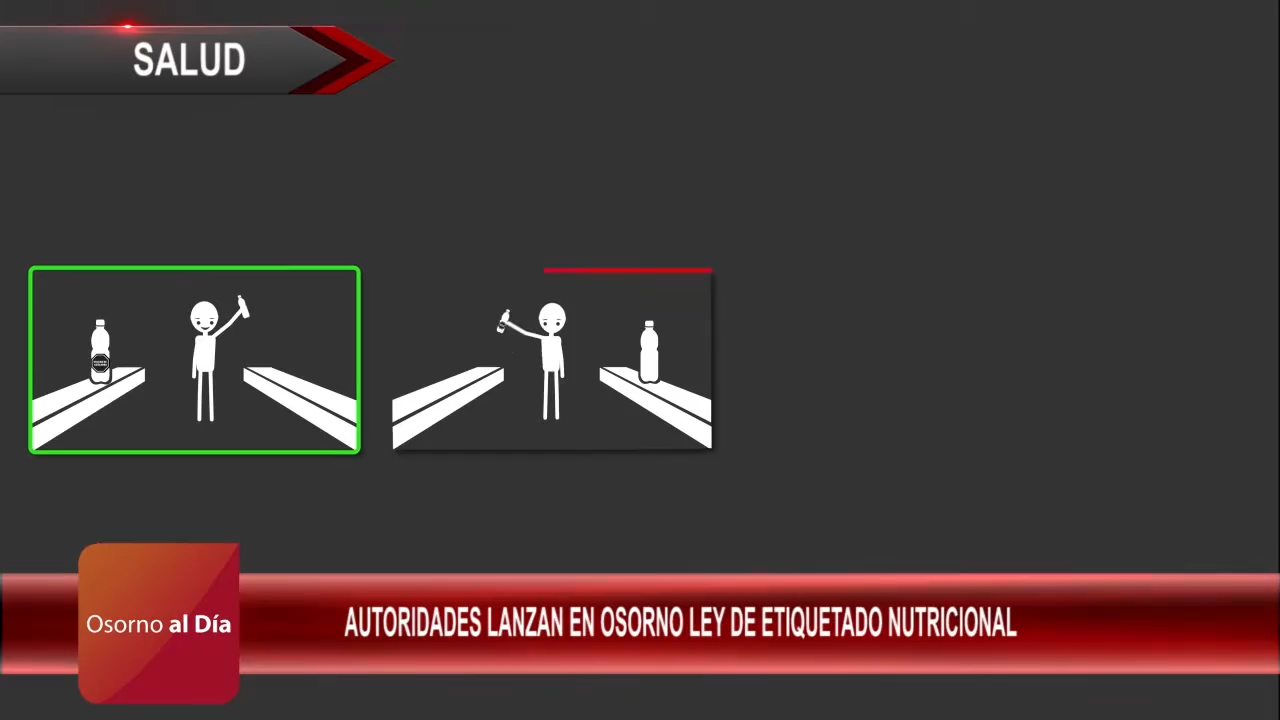 SALUD
AUTORIDADES LANZAN EN OSORNO LEY DE ETIQUETADO NUTRICIONAL
Osorno al Día